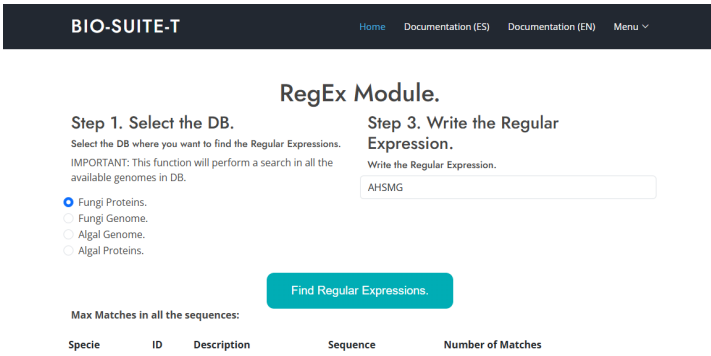 BIO-SUITE-T
Home Documentation (ES) Documentation (EN) Menu
RegEx Module.
Step 1. Select the DB.
Select the DB where you want to find the Regular Expressions.
IMPORTANT: This function will perform a search in all the
available genomes in DB.
Fungi Proteins.
Fungi Genome.
Algal Genome.
Algal Proteins.
Step 3. Write the Regular
Expression.
Write the Regular Expression.
AHSMG
Find Regular Expressions.
Max Matches in all the sequences:
Specie ID Description Sequence Number of Matches